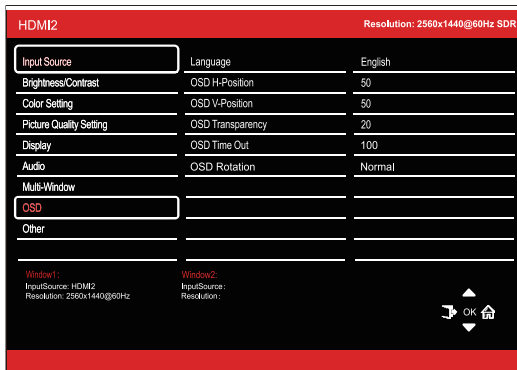 HDMI2 Resolution: 2560x1440@60Hz SDR
Input Source Language English
Brightness/Contrast OSD H-Position 50
Color Setting OSD V-Position 50
Picture Quality Setting OSD Transparency 20
Display OSD Time Out 100
Audio OSD Rotation Normal
Multi-Window
OSD
Other
Window1: Window2:
InputSource: HDMI2 InputSource:
Resolution: 2560x1440@60Hz Resolution:
OK